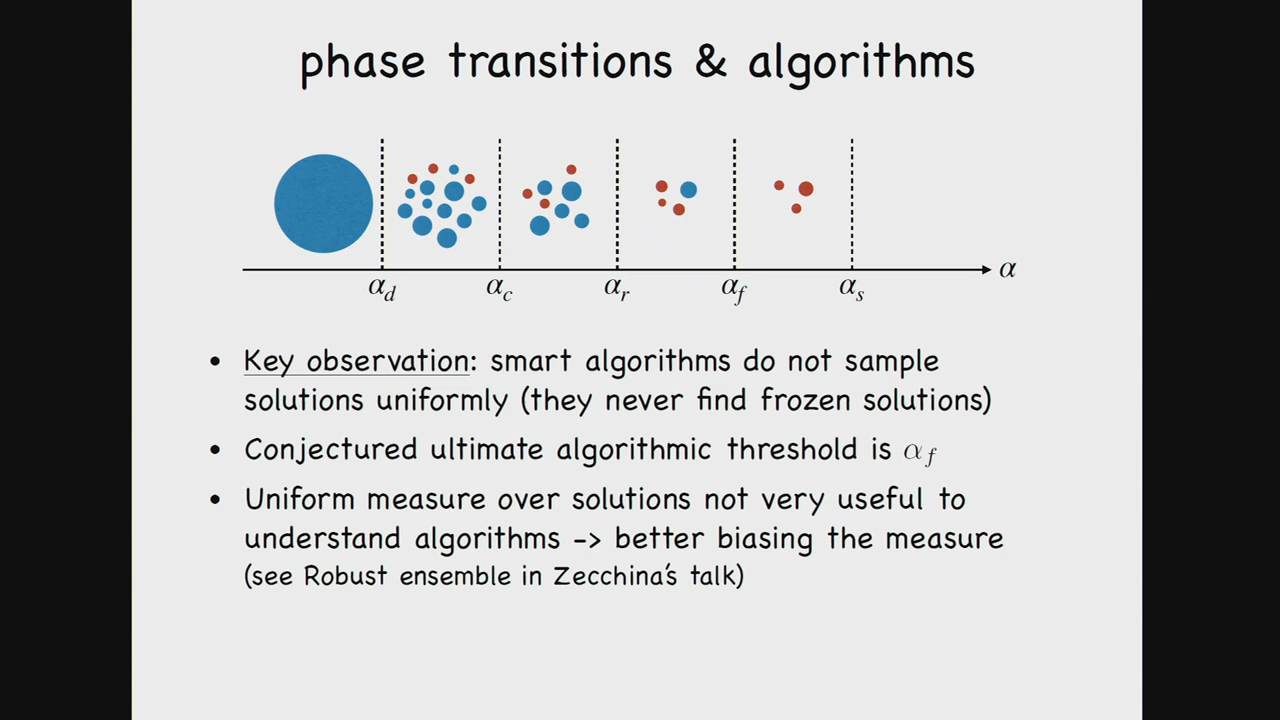 phase transitions & algorithms
α
α_d α_c α_r α_f α_s
• Key observation: smart algorithms do not sample
solutions uniformly (they never find frozen solutions)
• Conjectured ultimate algorithmic threshold is α_f
• Uniform measure over solutions not very useful to
understand algorithms -> better biasing the measure
(see Robust ensemble in Zecchina's talk)